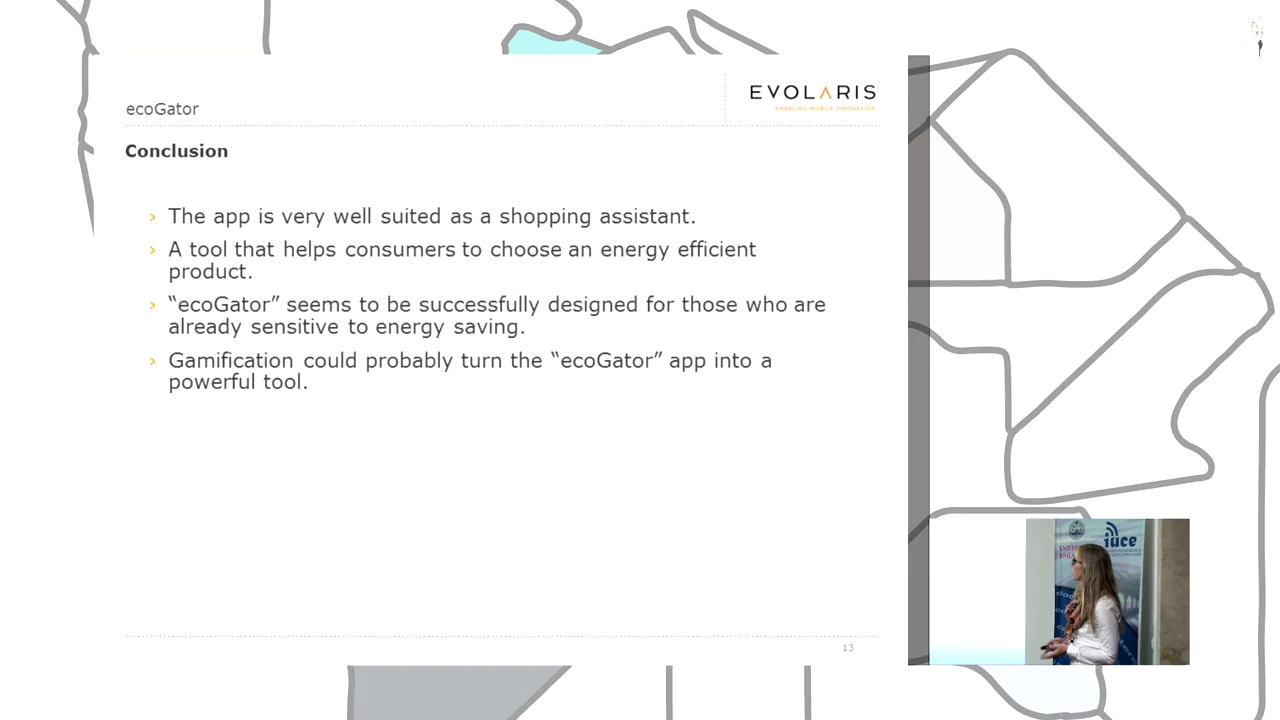 ecoGator
EVOLARIS
ENABLING MOBILE INNOVATION
Conclusion
› The app is very well suited as a shopping assistant.
› A tool that helps consumers to choose an energy efficient
product.
› “ecoGator” seems to be successfully designed for those who are
already sensitive to energy saving.
› Gamification could probably turn the “ecoGator” app into a
powerful tool.
13
iuce